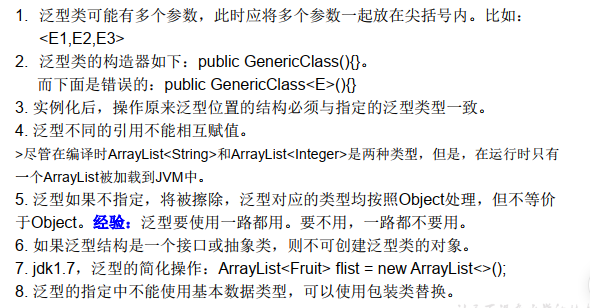 1. 泛型类可能有多个参数，此时应将多个参数一起放在尖括号内。比如：
<E1,E2,E3>
2. 泛型类的构造器如下：public GenericClass(){}。
而下面是错误的：public GenericClass<E>(){}
3. 实例化后，操作原来泛型位置的结构必须与指定的泛型类型一致。
4. 泛型不同的引用不能相互赋值。
>尽管在编译时ArrayList<String>和ArrayList<Integer>是两种类型，但是，在运行时只有
一个ArrayList被加载到JVM中。
5. 泛型如果不指定，将被擦除，泛型对应的类型均按照Object处理，但不等价
于Object。经验：泛型要使用一路都用。要不用，一路都不要用。
6. 如果泛型结构是一个接口或抽象类，则不可创建泛型类的对象。
7. jdk1.7，泛型的简化操作：ArrayList<Fruit> flist = new ArrayList<>();
8. 泛型的指定中不能使用基本数据类型，可以使用包装类替换。